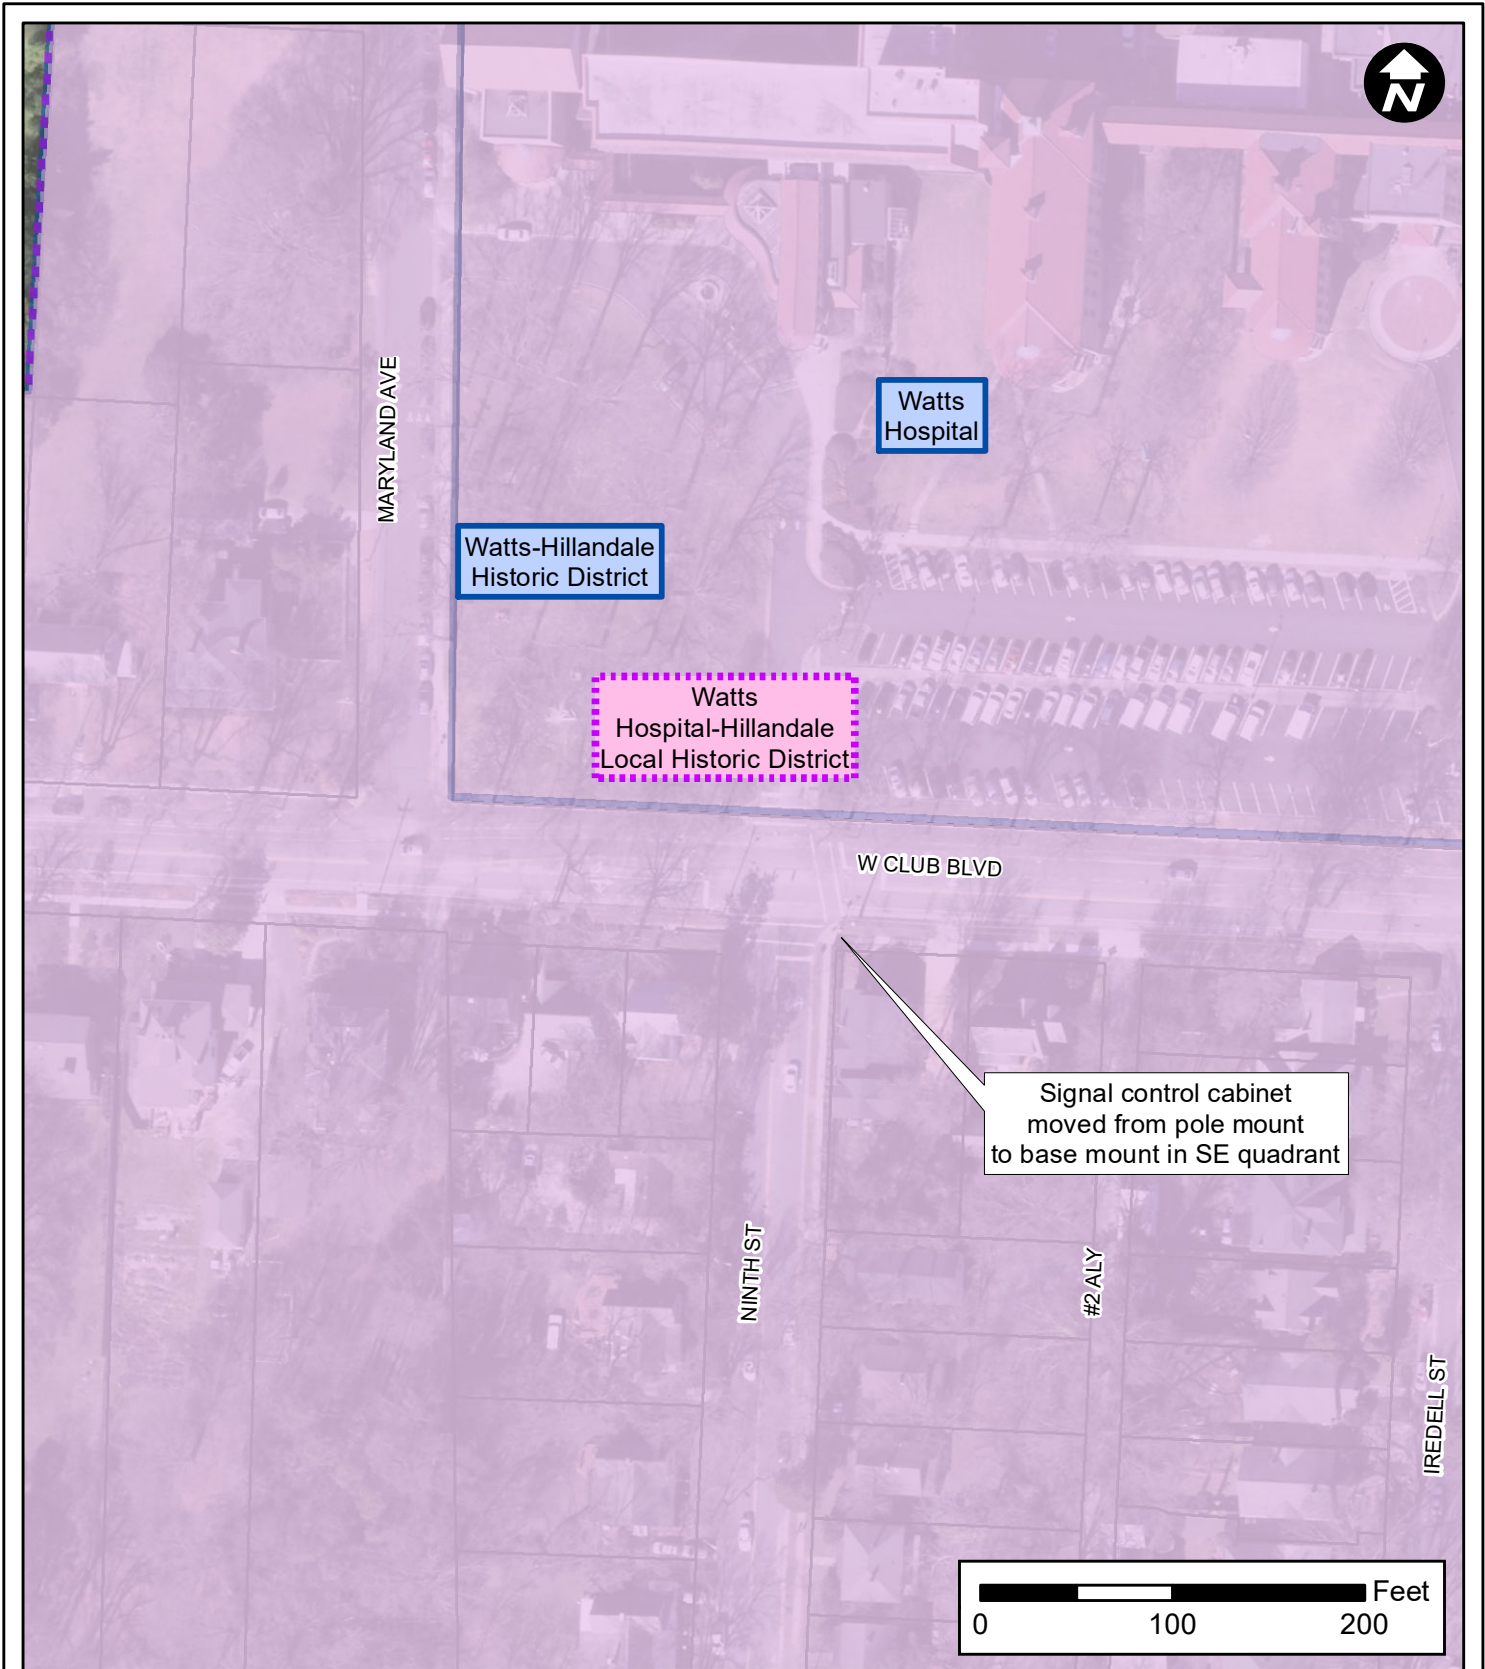 N
MARYLAND AVE
Watts
Hospital
Watts-Hillandale
Historic District
Watts
Hospital-Hillandale
Local Historic District
W CLUB BLVD
Signal control cabinet
moved from pole mount
to base mount in SE quadrant
NINTH ST
#2 ALY
IREDELL ST
Feet
0 100 200